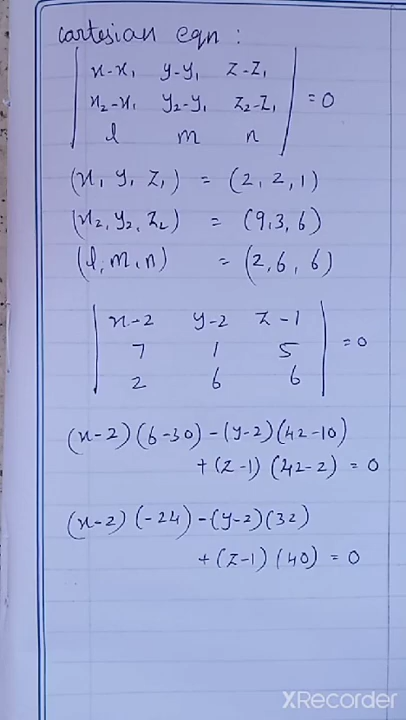 cartesian eqn :
| x-x₁ y-y₁ z-z₁ |
| x₂-x₁ y₂-y₁ z₂-z₁ | = 0
| l m n |
(x₁ y₁ z₁) = (2, 2, 1)
(x₂, y₂, z₂) = (9, 3, 6)
(l, m, n) = (2, 6, 6)
| x-2 y-2 z-1 |
| 7 1 5 | = 0
| 2 6 6 |
(x-2)(6-30) - (y-2)(42-10)
+ (z-1) (42-2) = 0
(x-2) (-24) - (y-2) (32)
+ (z-1) (40) = 0
XRecorder